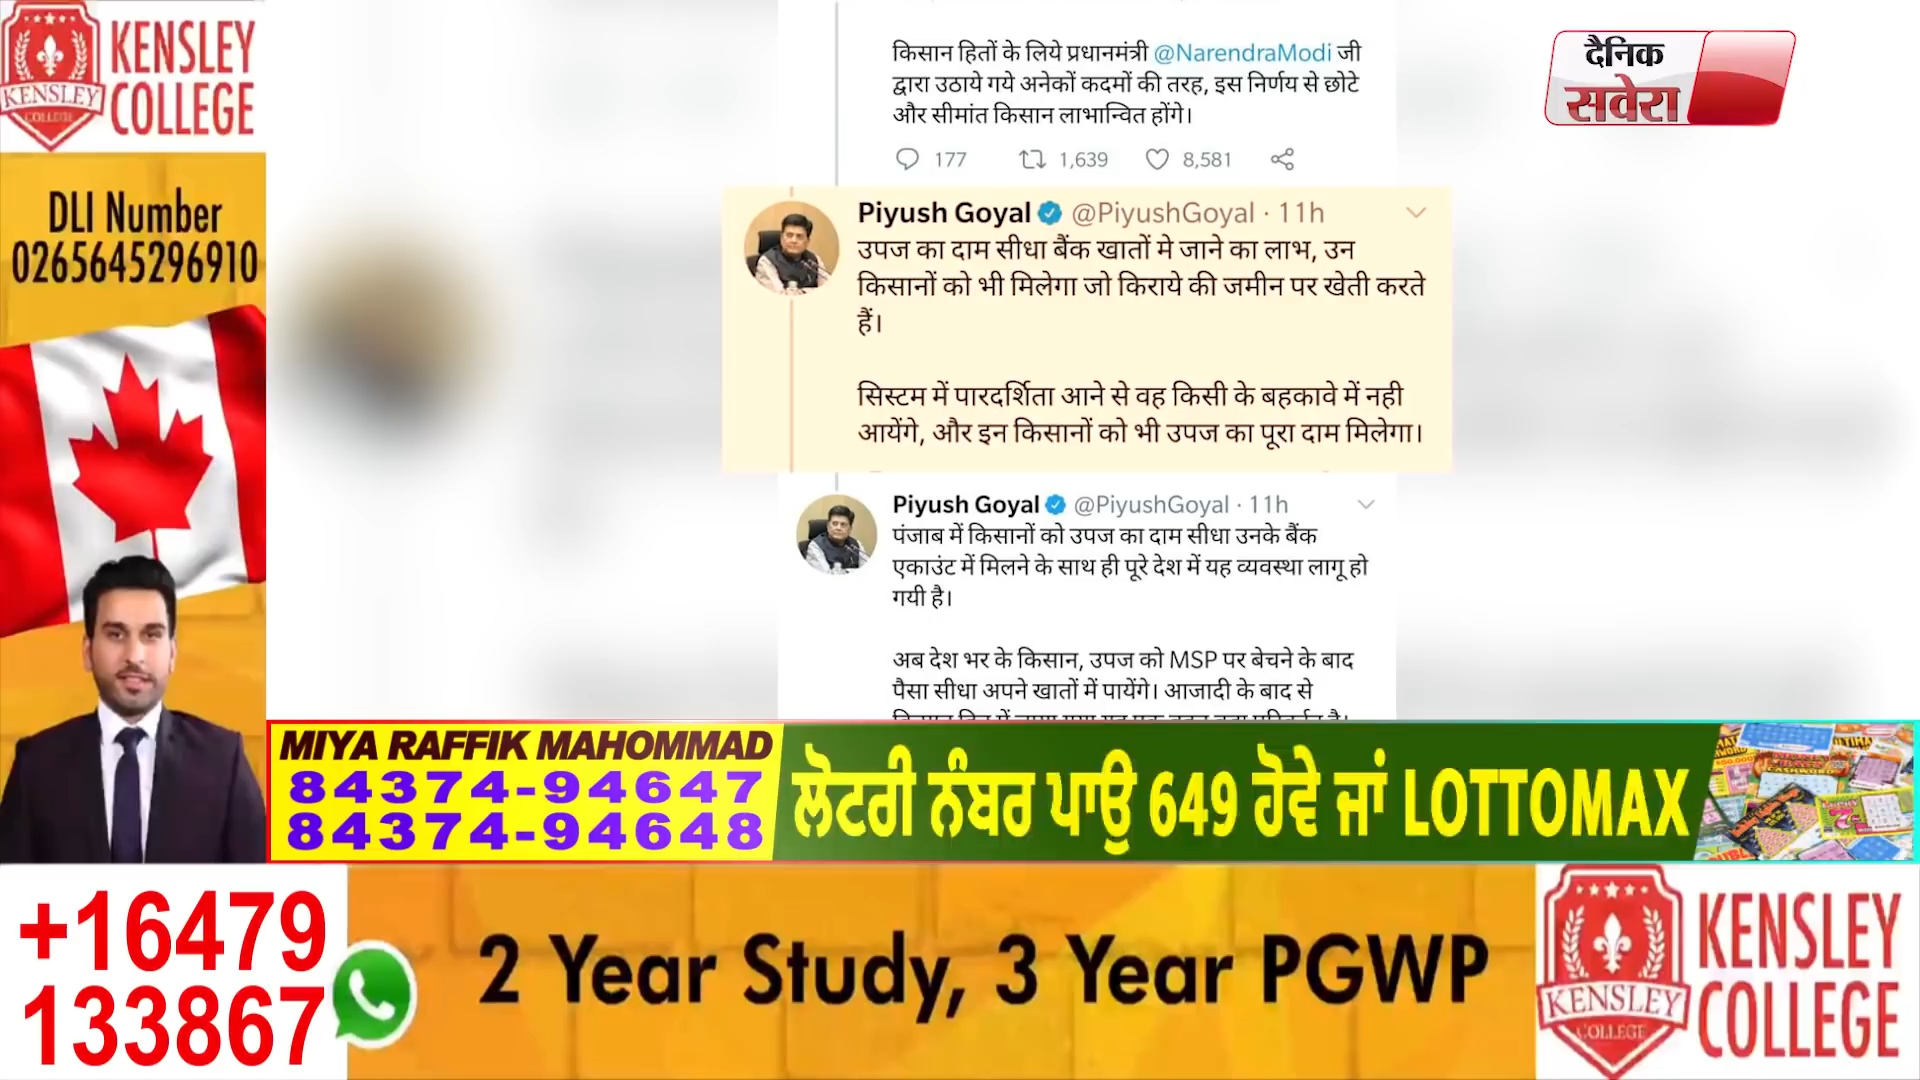 KENSLEY
COLLEGE
KENSLEY
COLLEGE
DLI Number
0265645296910
किसान हितों के लिये प्रधानमंत्री @NarendraModi जी
द्वारा उठाये गये अनेकों कदमों की तरह, इस निर्णय से छोटे
और सीमांत किसान लाभान्वित होंगे।
177 1,639 8,581
दैनिक
सवेरा
Piyush Goyal @PiyushGoyal · 11h
उपज का दाम सीधा बैंक खातों मे जाने का लाभ, उन
किसानों को भी मिलेगा जो किराये की जमीन पर खेती करते
हैं।
सिस्टम में पारदर्शिता आने से वह किसी के बहकावे में नही
आयेंगे, और इन किसानों को भी उपज का पूरा दाम मिलेगा।
Piyush Goyal @PiyushGoyal · 11h
पंजाब में किसानों को उपज का दाम सीधा उनके बैंक
एकाउंट में मिलने के साथ ही पूरे देश में यह व्यवस्था लागू हो
गयी है।
अब देश भर के किसान, उपज को MSP पर बेचने के बाद
पैसा सीधा अपने खातों में पायेंगे। आजादी के बाद से
MIYA RAFFIK MAHOMMAD
84374-94647
84374-94648
ਲੋਟਰੀ ਨੰਬਰ ਪਾਉ 649 ਹੋਵੇ ਜਾਂ LOTTOMAX
+16479
133867
2 Year Study, 3 Year PGWP
KENSLEY
COLLEGE
KENSLEY
COLLEGE